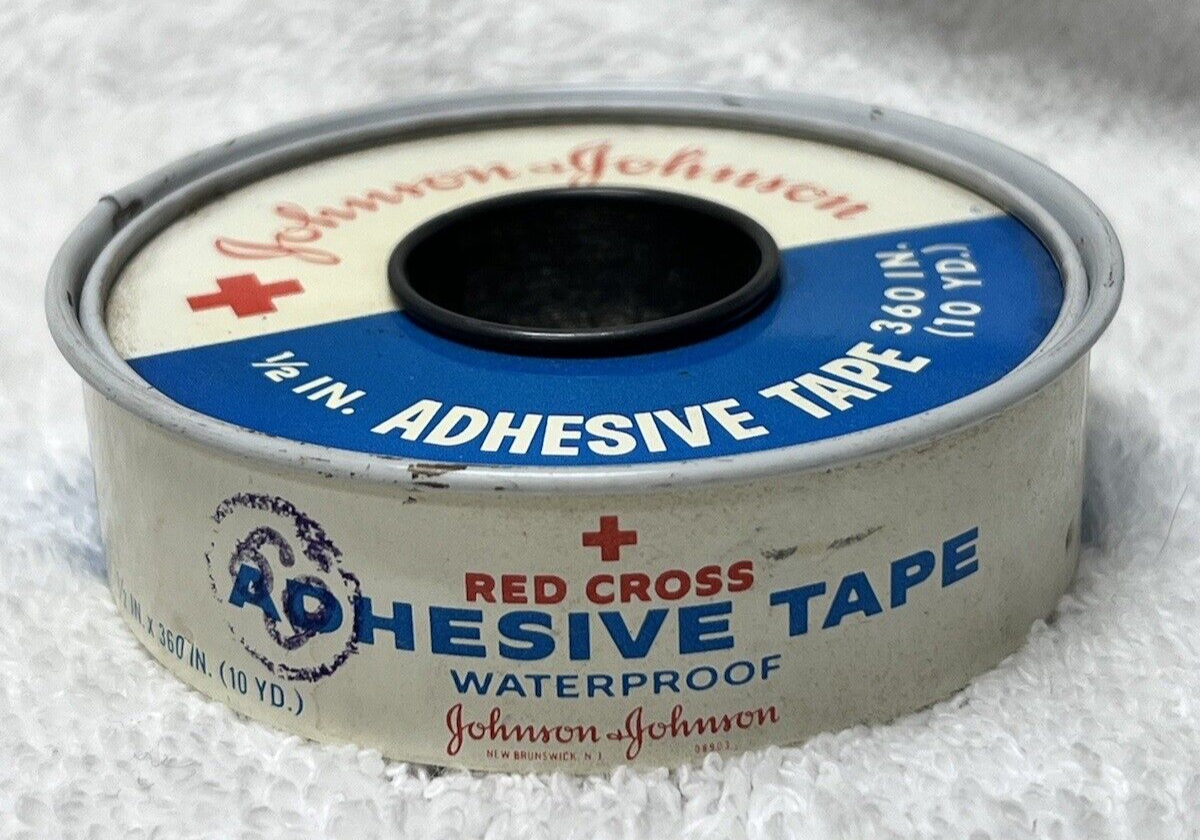 Johnson & Johnson
½ IN. ADHESIVE TAPE 360 IN.
(10 YD.)
RED CROSS
ADHESIVE TAPE
WATERPROOF
Johnson & Johnson
NEW BRUNSWICK, N.J.
08903
½ IN. X 360 IN. (10 YD.)